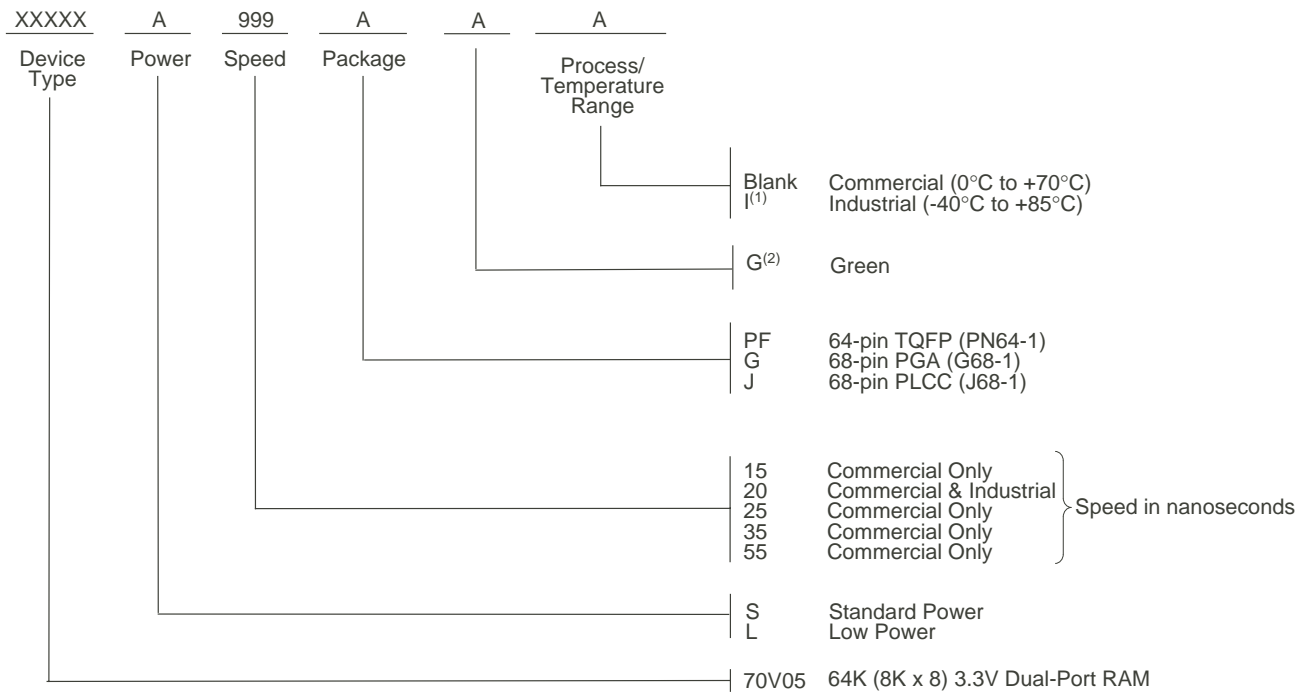 XXXXX A 999 A A A
Device Type Power Speed Package Process/ Temperature Range
Blank Commercial (0°C to +70°C)
I(1) Industrial (-40°C to +85°C)
G(2) Green
PF 64-pin TQFP (PN64-1)
G 68-pin PGA (G68-1)
J 68-pin PLCC (J68-1)
15 Commercial Only
20 Commercial & Industrial
25 Commercial Only Speed in nanoseconds
35 Commercial Only
55 Commercial Only
S Standard Power
L Low Power
70V05 64K (8K x 8) 3.3V Dual-Port RAM